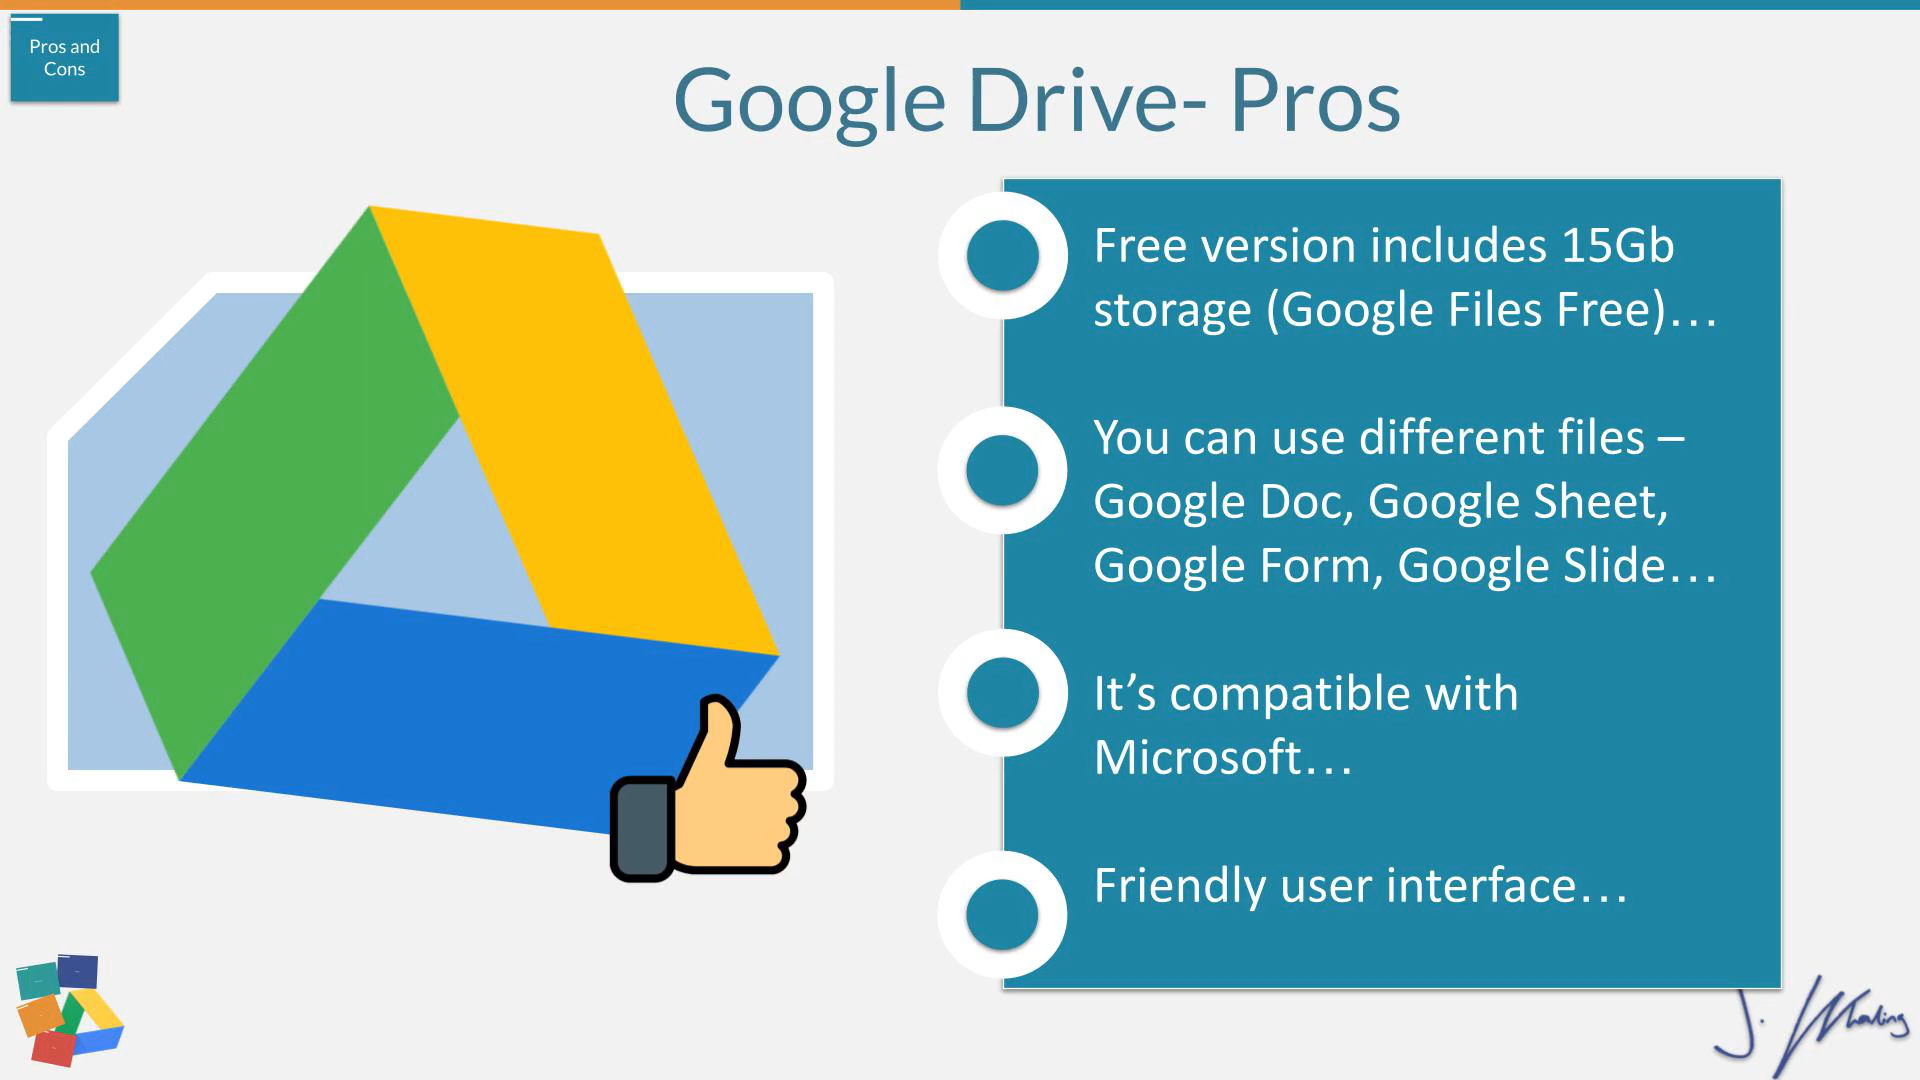 Pros and
Cons
Google Drive- Pros
Free version includes 15Gb
storage (Google Files Free)…
You can use different files –
Google Doc, Google Sheet,
Google Form, Google Slide…
It’s compatible with
Microsoft…
Friendly user interface…